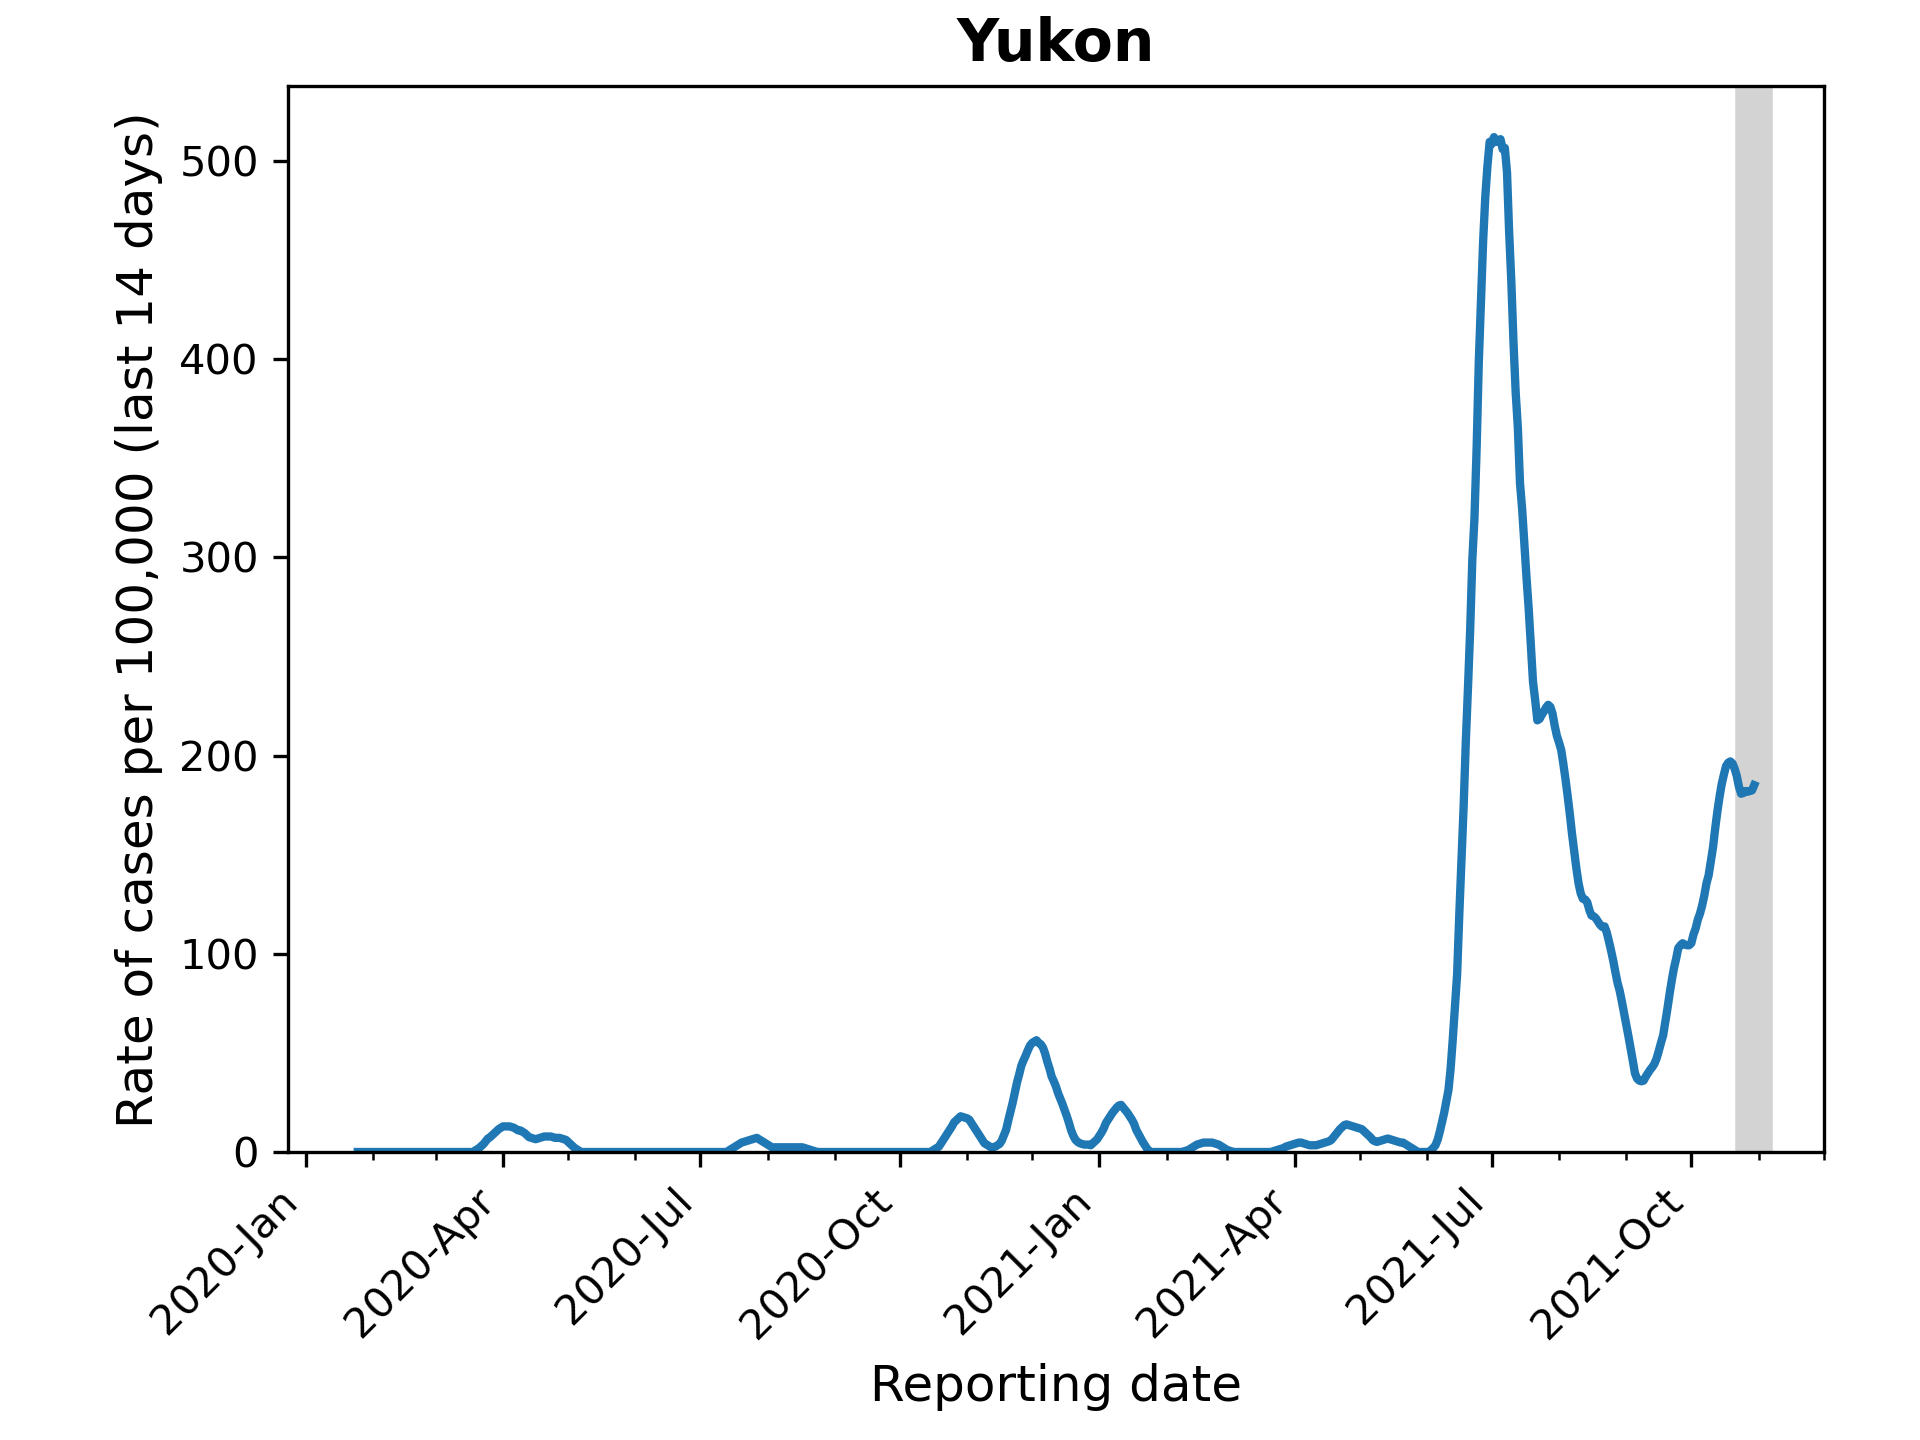 Yukon
Rate of cases per 100,000 (last 14 days)
500
400
300
200
100
0
2020-Jan
2020-Apr
2020-Jul
2020-Oct
2021-Jan
2021-Apr
2021-Jul
2021-Oct
Reporting date